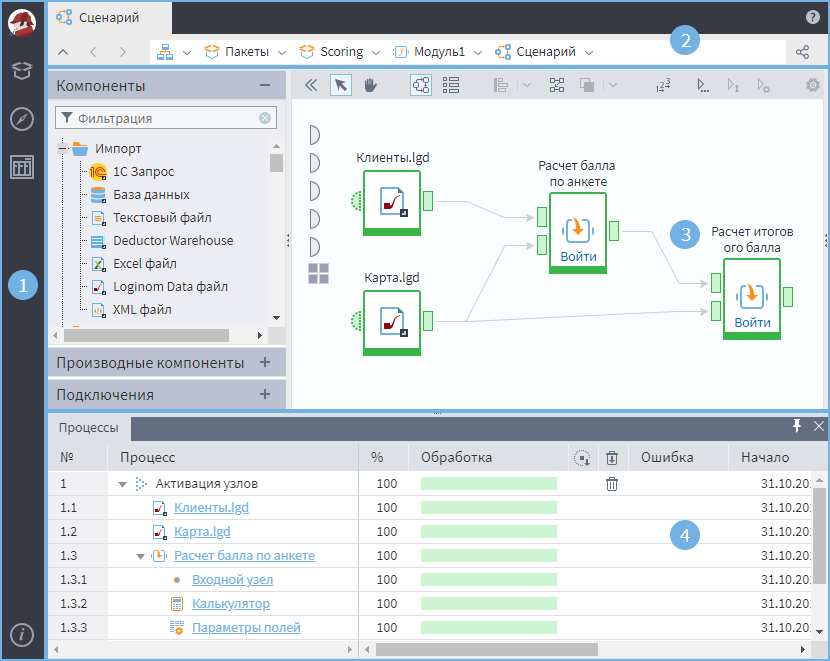 Сценарий
?
2
Пакеты Scoring Модуль1 Сценарий
Компоненты
Фильтрация
Импорт
1С Запрос
База данных
Текстовый файл
Deductor Warehouse
Excel файл
Loginom Data файл
XML файл
Производные компоненты
Подключения
1
Клиенты.lgd
Карта.lgd
Расчет балла
по анкете
Войти
3
Расчет итогов
ого балла
Войти
Процессы
№ Процесс % Обработка Ошибка Начало
1 Активация узлов 100 31.10.20
1.1 Клиенты.lgd 100 31.10.20
1.2 Карта.lgd 100 31.10.20
1.3 Расчет балла по анкете 100 31.10.20
1.3.1 Входной узел 100 31.10.20
1.3.2 Калькулятор 100 31.10.20
1.3.3 Параметры полей 100 31.10.20
4